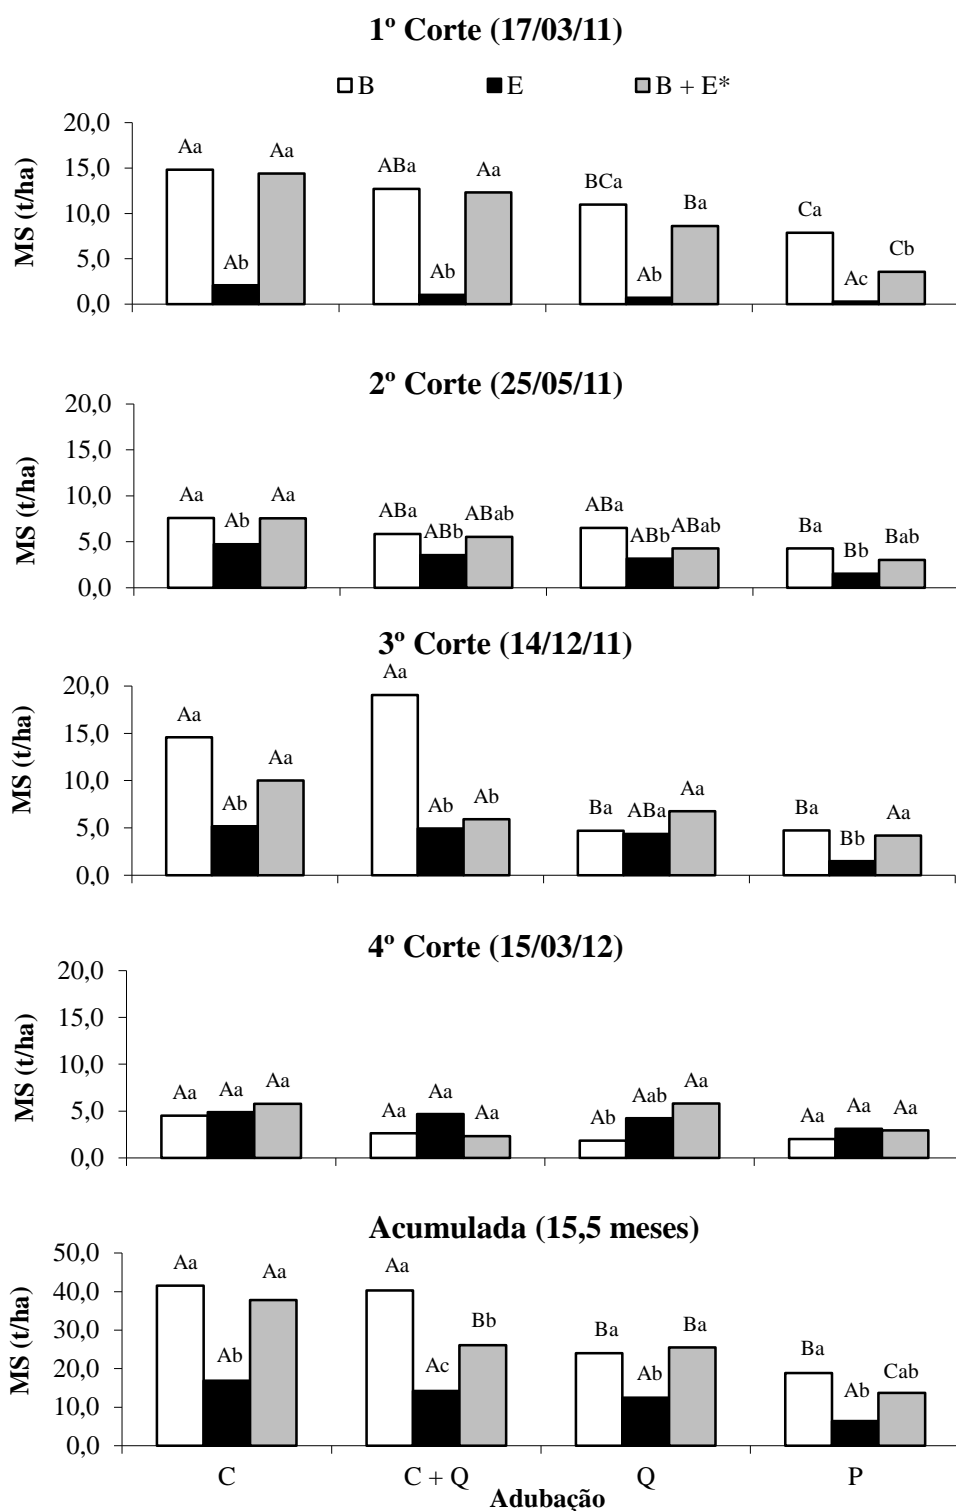 1º Corte (17/03/11)
B E B + E*
MS (t/ha)
20,0
15,0
10,0
5,0
0,0
Aa Ab Aa ABa Ab Aa BCa Ab Ba Ca Ac Cb
2º Corte (25/05/11)
MS (t/ha)
20,0
15,0
10,0
5,0
0,0
Aa Ab Aa ABa ABb ABab ABa ABb ABab Ba Bb Bab
3º Corte (14/12/11)
MS (t/ha)
20,0
15,0
10,0
5,0
0,0
Aa Ab Aa Aa Ab Ab Ba ABa Aa Ba Bb Aa
4º Corte (15/03/12)
MS (t/ha)
20,0
15,0
10,0
5,0
0,0
Aa Aa Aa Aa Aa Aa Ab Aab Aa Aa Aa Aa
Acumulada (15,5 meses)
MS (t/ha)
50,0
40,0
30,0
20,0
10,0
0,0
Aa Ab Aa Aa Ac Bb Ba Ab Ba Ba Ab Cab
C C + Q Q P
Adubação